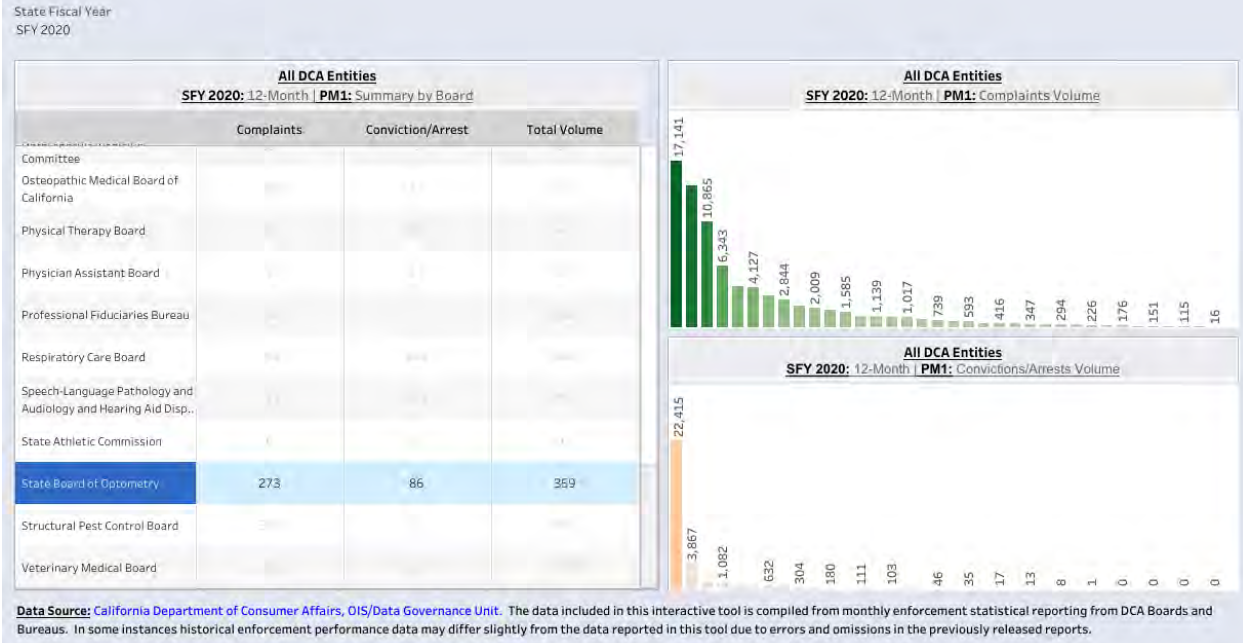 State Fiscal Year
SFY 2020
All DCA Entities
SFY 2020: 12-Month | PM1: Summary by Board
Complaints Conviction/Arrest Total Volume
Committee
Osteopathic Medical Board of
California
Physical Therapy Board
Physician Assistant Board
Professional Fiduciaries Bureau
Respiratory Care Board
Speech-Language Pathology and
Audiology and Hearing Aid Disp..
State Athletic Commission
State Board of Optometry 273 86 359
Structural Pest Control Board
Veterinary Medical Board
All DCA Entities
SFY 2020: 12-Month | PM1: Complaints Volume
17,141
10,865
6,343
4,127
2,844
2,009
1,585
1,139
1,017
739
593
416
347
294
226
176
151
115
16
All DCA Entities
SFY 2020: 12-Month | PM1: Convictions/Arrests Volume
22,415
3,867
1,082
632
304
180
111
103
46
35
17
13
8
1
0
0
0
0
Data Source: California Department of Consumer Affairs, OIS/Data Governance Unit. The data included in this interactive tool is compiled from monthly enforcement statistical reporting from DCA Boards and
Bureaus. In some instances historical enforcement performance data may differ slightly from the data reported in this tool due to errors and omissions in the previously released reports.